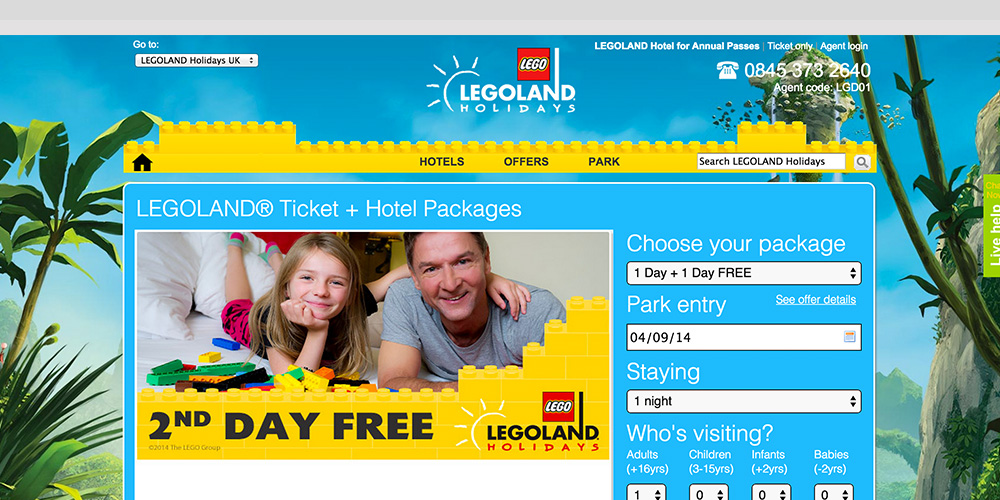 Go to:
LEGOLAND Holidays UK
LEGO
LEGOLAND
HOLIDAYS
LEGOLAND Hotel for Annual Passes | Ticket only | Agent login
0845 373 2640
Agent code: LGD01
HOTELS OFFERS PARK
Search LEGOLAND Holidays
Live help
LEGOLAND® Ticket + Hotel Packages
2ND DAY FREE
©2014 The LEGO Group
LEGO
LEGOLAND
HOLIDAYS
Choose your package
1 Day + 1 Day FREE
Park entry See offer details
04/09/14
Staying
1 night
Who's visiting?
Adults Children Infants Babies
(+16yrs) (3-15yrs) (+2yrs) (-2yrs)
1 0 0 0